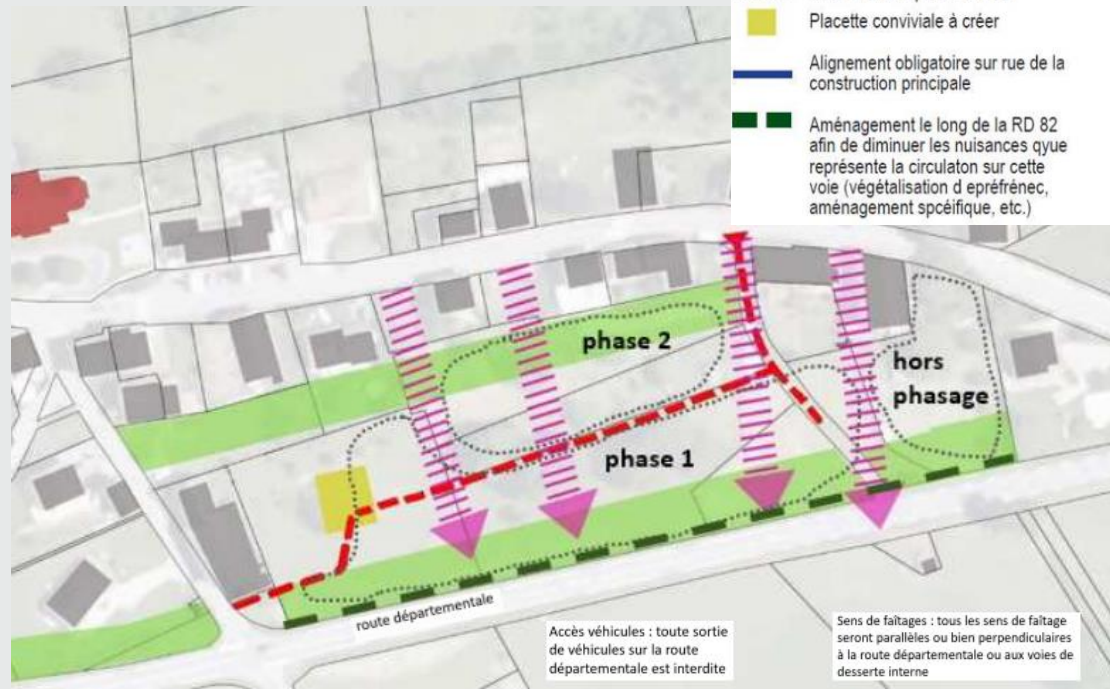 Placette conviviale à créer
Alignement obligatoire sur rue de la
construction principale
Aménagement le long de la RD 82
afin de diminuer les nuisances qyue
représente la circulaton sur cette
voie (végétalisation d epréfrénec,
aménagement spcéifique, etc.)
phase 2
hors
phasage
phase 1
route départementale
Accès véhicules : toute sortie
de véhicules sur la route
départementale est interdite
Sens de faîtages : tous les sens de faîtage
seront parallèles ou bien perpendiculaires
à la route départementale ou aux voies de
desserte interne